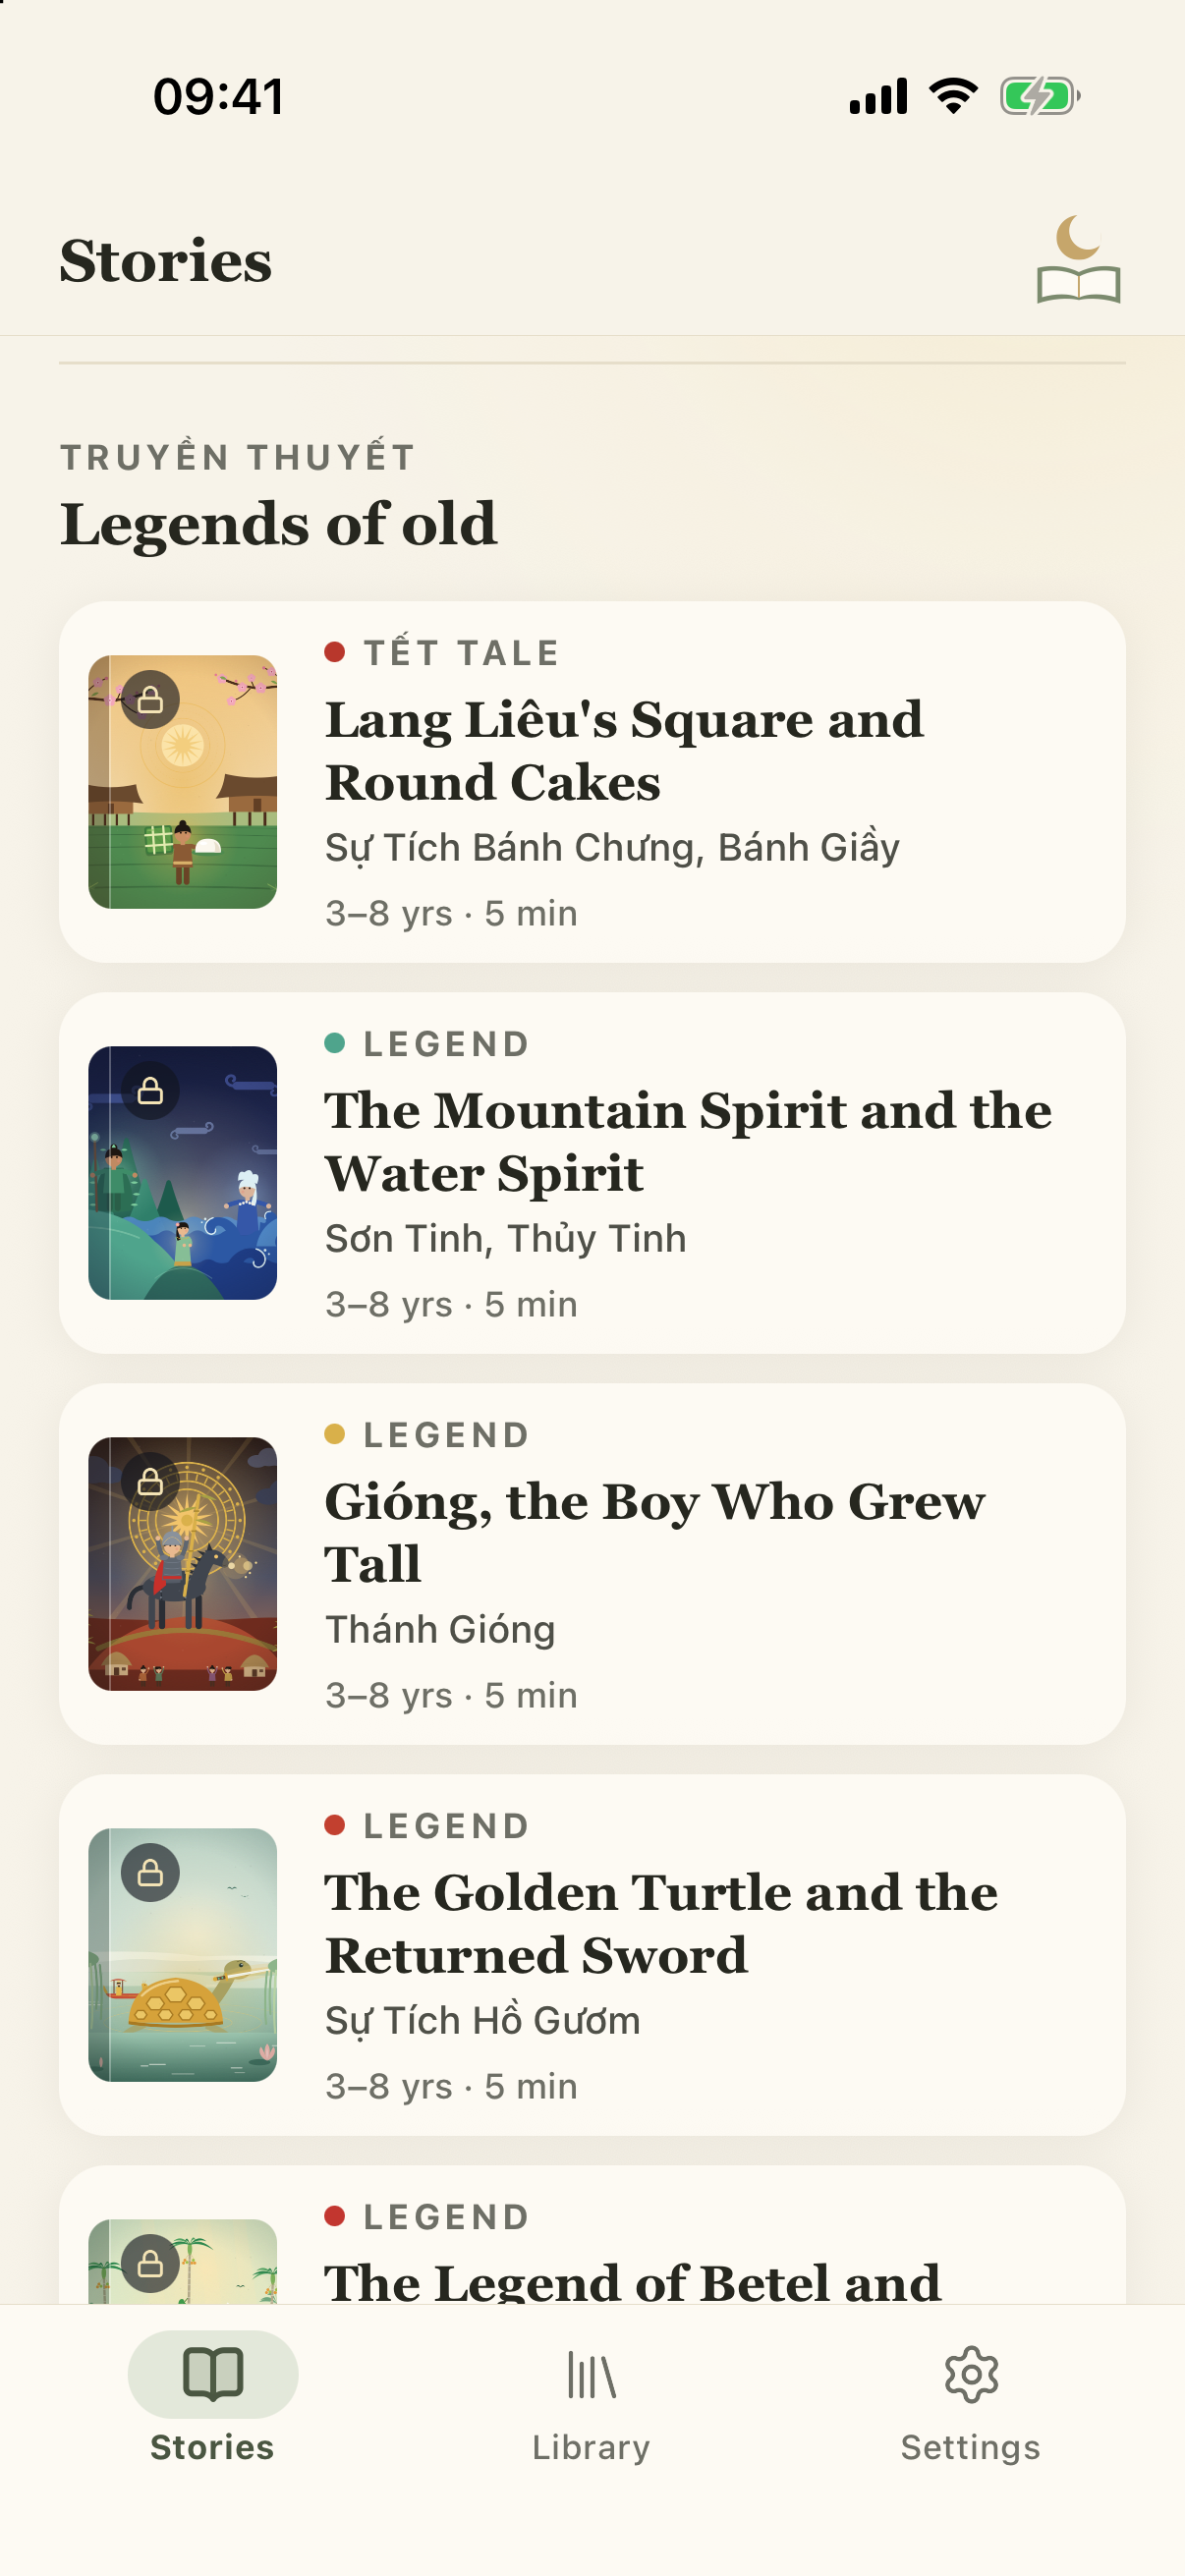 09:41
Stories
TRUYỀN THUYẾT
Legends of old
TẾT TALE
Lang Liêu's Square and
Round Cakes
Sự Tích Bánh Chưng, Bánh Giầy
3–8 yrs · 5 min
LEGEND
The Mountain Spirit and the
Water Spirit
Sơn Tinh, Thủy Tinh
3–8 yrs · 5 min
LEGEND
Gióng, the Boy Who Grew
Tall
Thánh Gióng
3–8 yrs · 5 min
LEGEND
The Golden Turtle and the
Returned Sword
Sự Tích Hồ Gươm
3–8 yrs · 5 min
LEGEND
The Legend of Betel and
Stories
Library
Settings